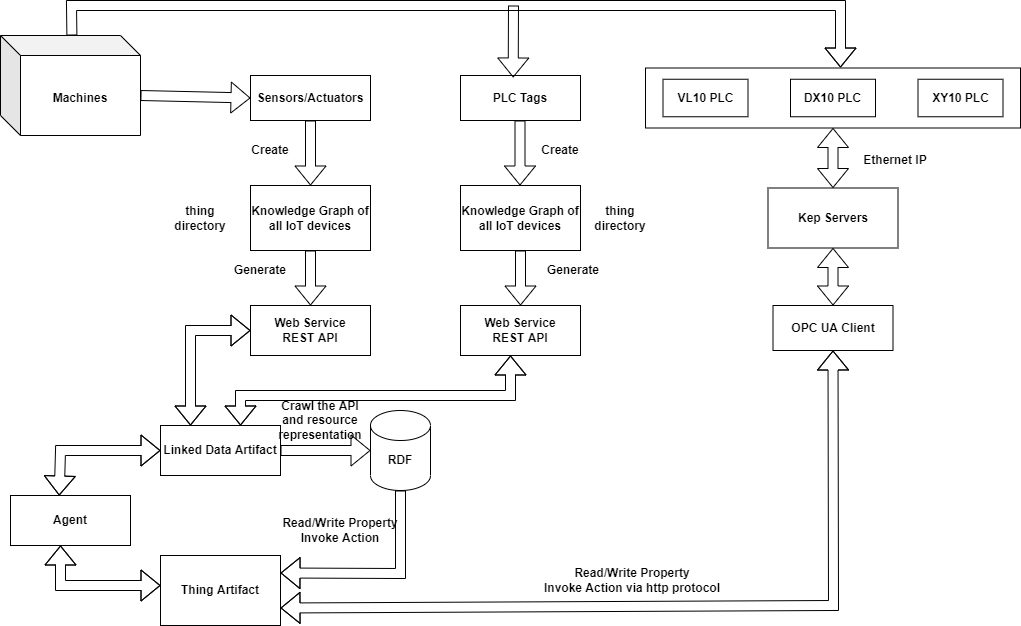 Machines
Sensors/Actuators
PLC Tags
VL10 PLC
DX10 PLC
XY10 PLC
Create
Create
Ethernet IP
thing
directory
Knowledge Graph of
all IoT devices
Knowledge Graph of
all IoT devices
thing
directory
Kep Servers
Generate
Generate
Web Service
REST API
Web Service
REST API
OPC UA Client
Crawl the API
and resource
representation
Linked Data Artifact
RDF
Agent
Read/Write Property
Invoke Action
Thing Artifact
Read/Write Property
Invoke Action via http protocol